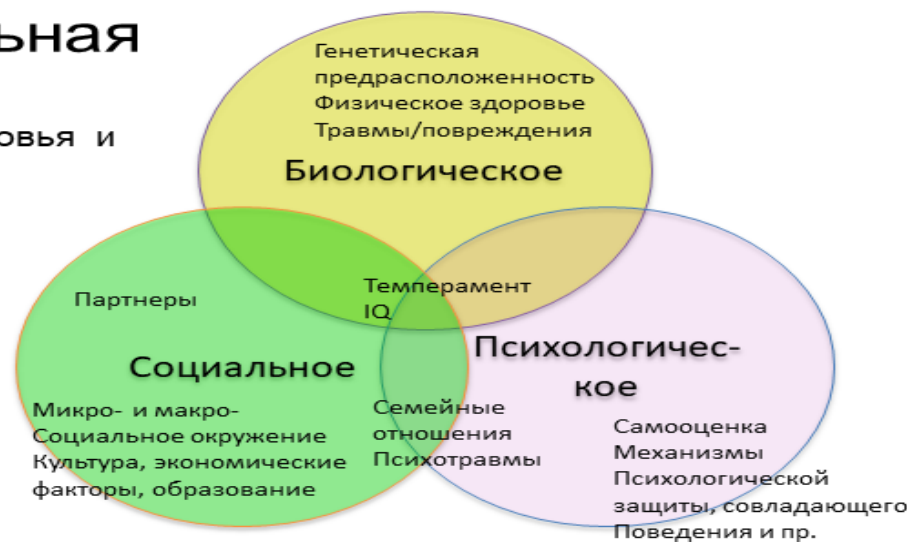 ьная
овья и
Генетическая
предрасположенность
Физическое здоровье
Травмы/повреждения
Биологическое
Партнеры
Темперамент
IQ
Социальное
Психологичес-
кое
Микро- и макро-
Социальное окружение
Культура, экономические
факторы, образование
Семейные
отношения
Психотравмы
Самооценка
Механизмы
Психологической
защиты, совладающего
Поведения и пр.